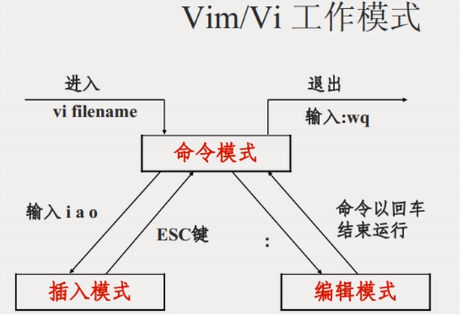 Vim/Vi 工作模式
进入
退出
vi filename
输入:wq
命令模式
输入 i a o
ESC键
:
命令以回车
结束运行
插入模式
编辑模式